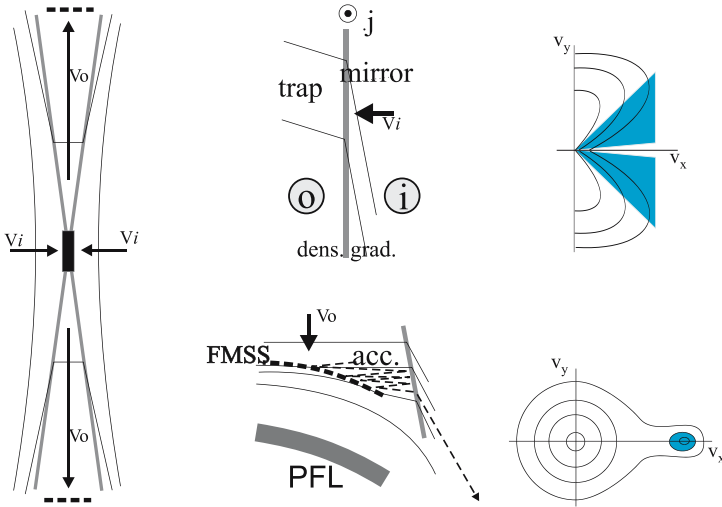 Vo
Vi
Vi
Vo
.j
trap
mirror
Vi
o
i
dens. grad.
vy
vx
Vo
FMSS
acc.
PFL
vy
vx